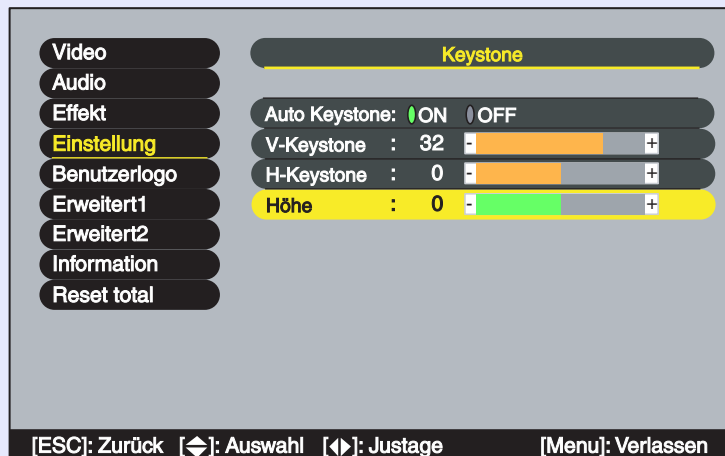 Video
Audio
Effekt
Einstellung
Benutzerlogo
Erweitert1
Erweitert2
Information
Reset total
Keystone
Auto Keystone: ON OFF
V-Keystone : 32 - +
H-Keystone : 0 - +
Höhe : 0 - +
[ESC]: Zurück []: Auswahl []: Justage [Menu]: Verlassen